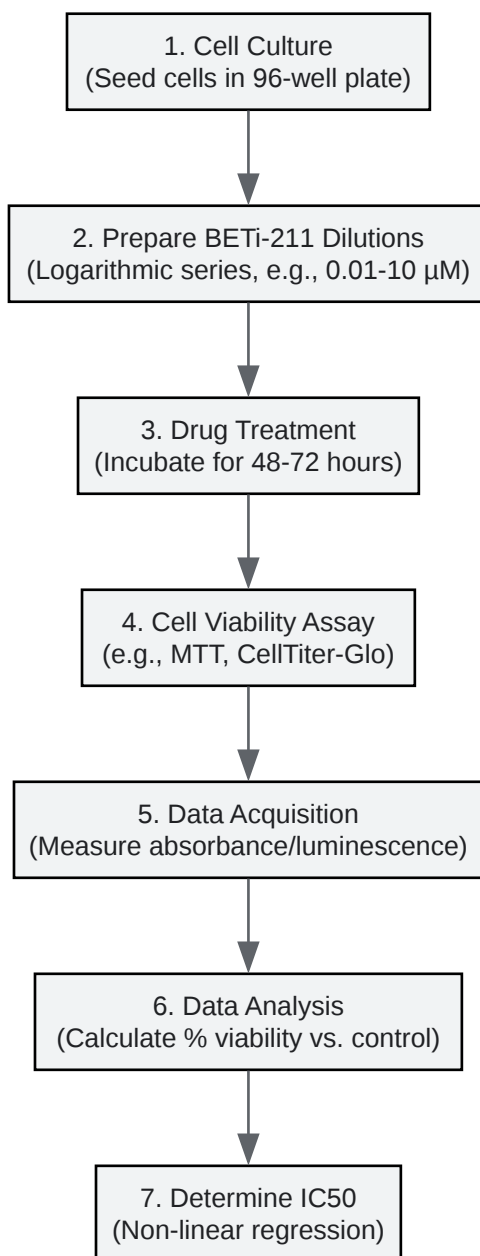 1. Cell Culture
(Seed cells in 96-well plate)
2. Prepare BETi-211 Dilutions
(Logarithmic series, e.g., 0.01-10 µM)
3. Drug Treatment
(Incubate for 48-72 hours)
4. Cell Viability Assay
(e.g., MTT, CellTiter-Glo)
5. Data Acquisition
(Measure absorbance/luminescence)
6. Data Analysis
(Calculate % viability vs. control)
7. Determine IC50
(Non-linear regression)